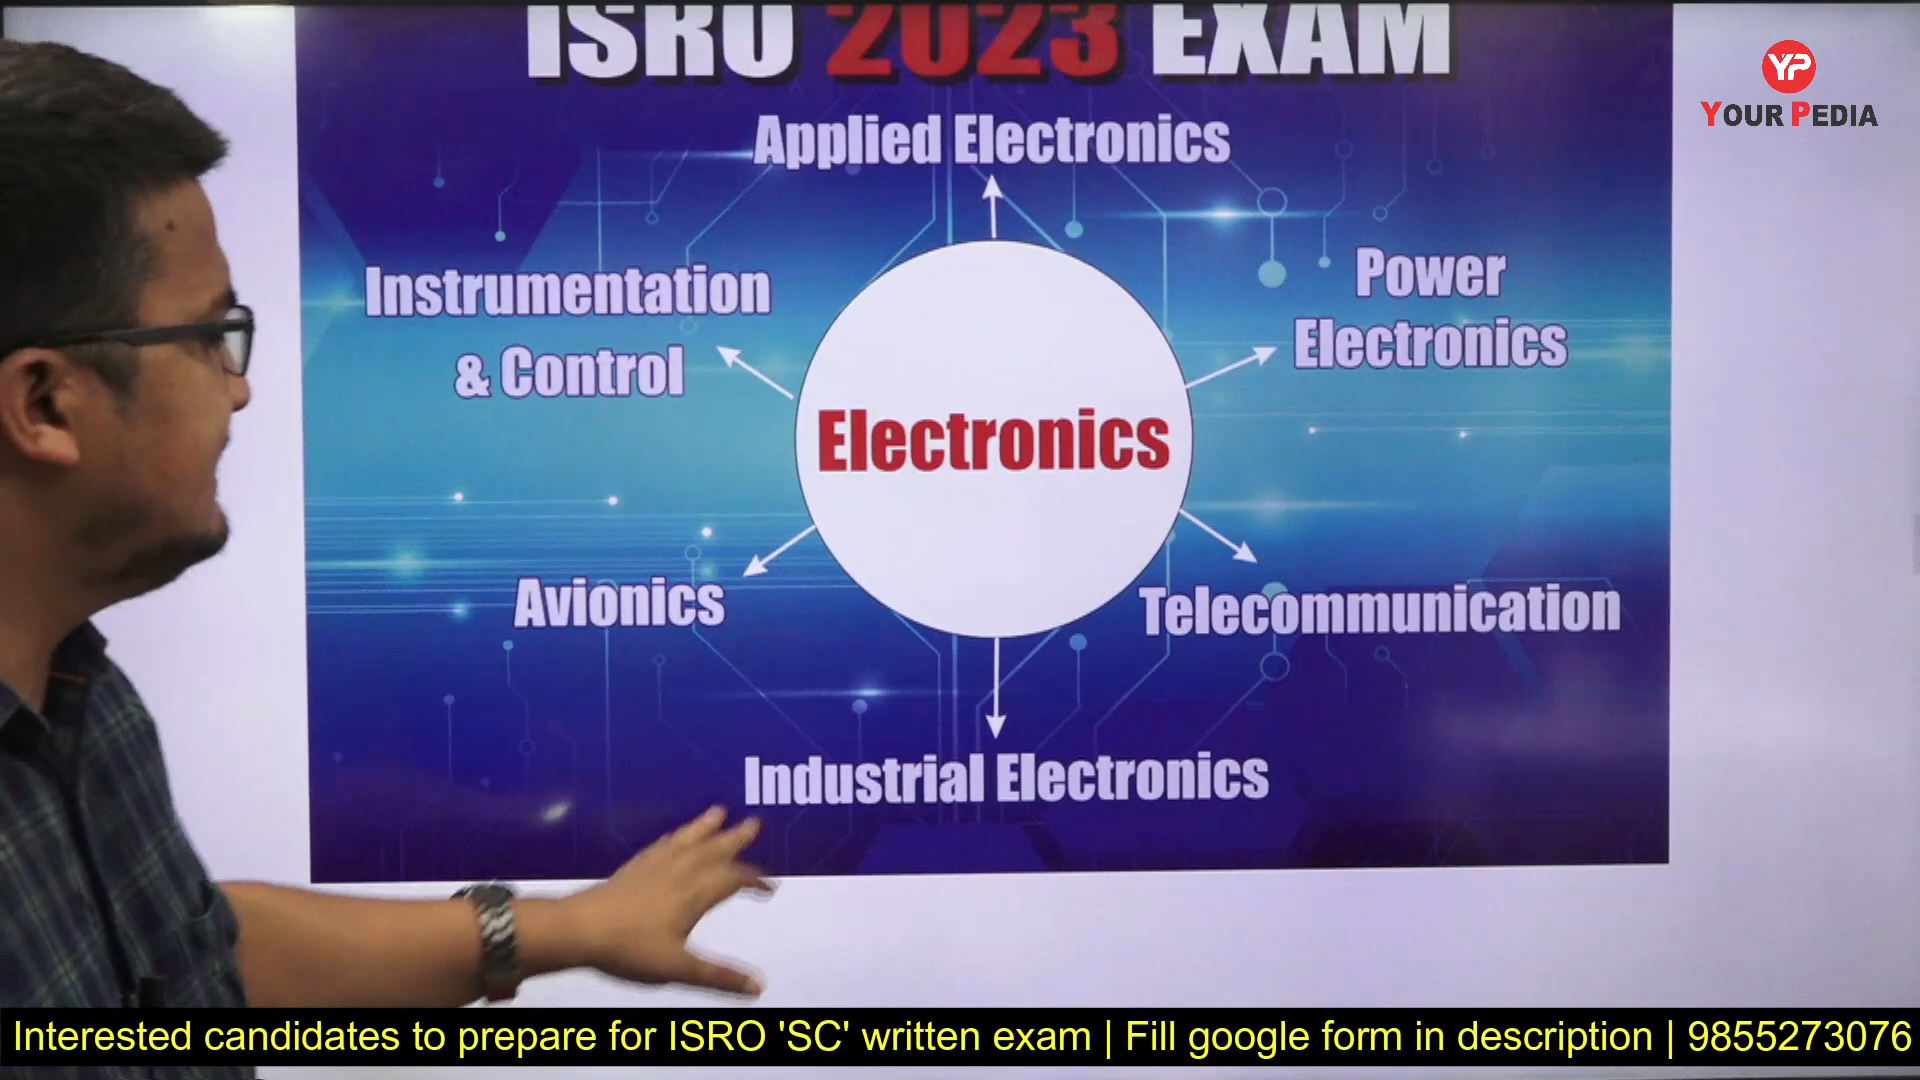 ISRO 2023 EXAM
YP
YOUR PEDIA
Applied Electronics
Instrumentation
& Control
Power
Electronics
Electronics
Avionics
Telecommunication
Industrial Electronics
Interested candidates to prepare for ISRO 'SC' written exam | Fill google form in description | 9855273076